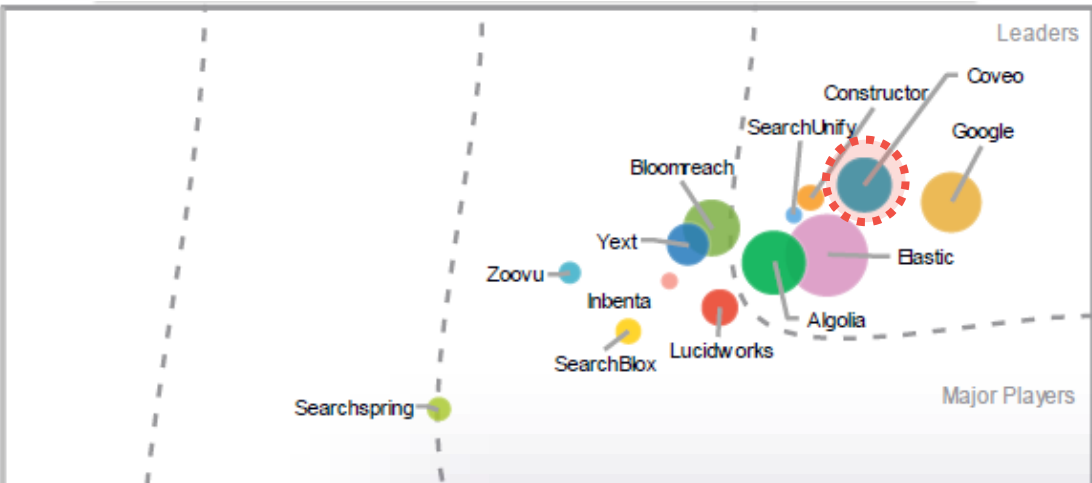 Leaders
Coveo
Constructor
SearchUnify
Google
Bloomreach
Yext
Elastic
Zoovu
Inbenta
Algolia
Lucidworks
SearchBlox
Major Players
Searchspring